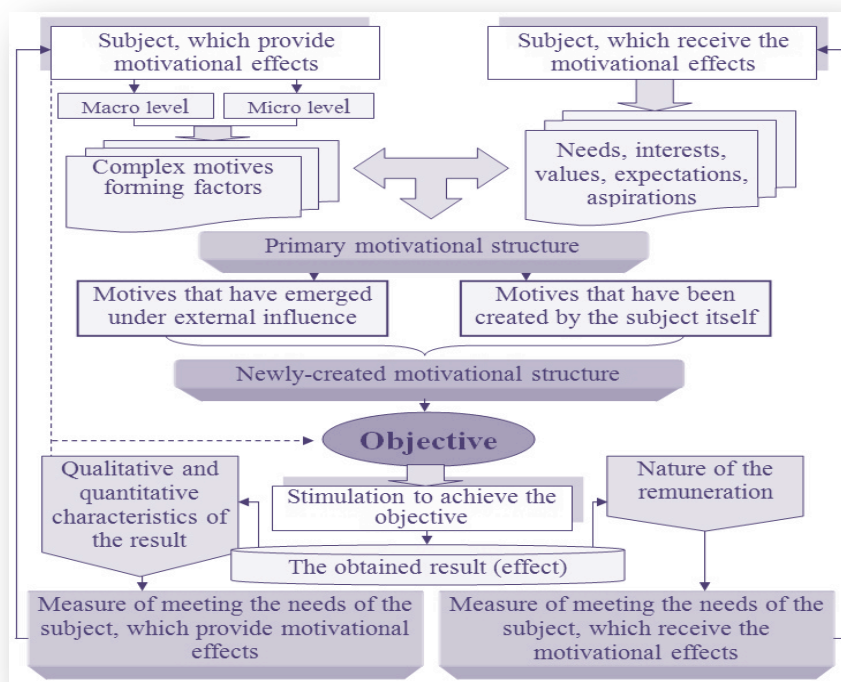 Subject, which provide
motivational effects
Subject, which receive the
motivational effects
Macro level
Micro level
Complex motives
forming factors
Needs, interests,
values, expectations,
aspirations
Primary motivational structure
Motives that have emerged
under external influence
Motives that have been
created by the subject itself
Newly-created motivational structure
Objective
Qualitative and
quantitative
characteristics of
the result
Stimulation to achieve the
objective
Nature of the
remuneration
The obtained result (effect)
Measure of meeting the needs of the
subject, which provide motivational
effects
Measure of meeting the needs of the
subject, which receive the
motivational effects